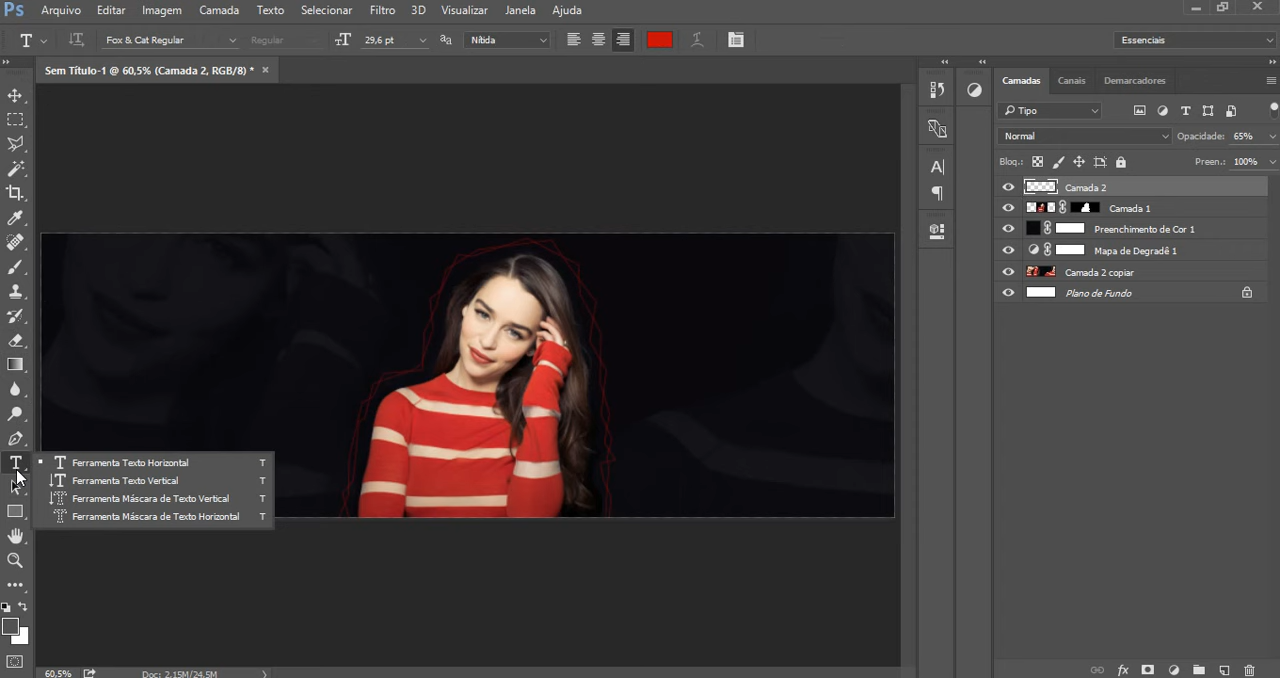 Ps Arquivo Editar Imagem Camada Texto Selecionar Filtro 3D Visualizar Janela Ajuda
T Fox & Cat Regular Regular 29,6 pt aa Nítida Essenciais
Sem Título-1 @ 60,5% (Camada 2, RGB/8) * ×
Camadas Canais Demarcadores
Tipo
Normal Opacidade: 65%
Bloq.: Preen.: 100%
Camada 2
Camada 1
Preenchimento de Cor 1
Mapa de Degradê 1
Camada 2 copiar
Plano de Fundo
T Ferramenta Texto Horizontal T
T Ferramenta Texto Vertical T
Ferramenta Máscara de Texto Vertical T
Ferramenta Máscara de Texto Horizontal T
60,5% Doc: 2,15M/24,5M
fx